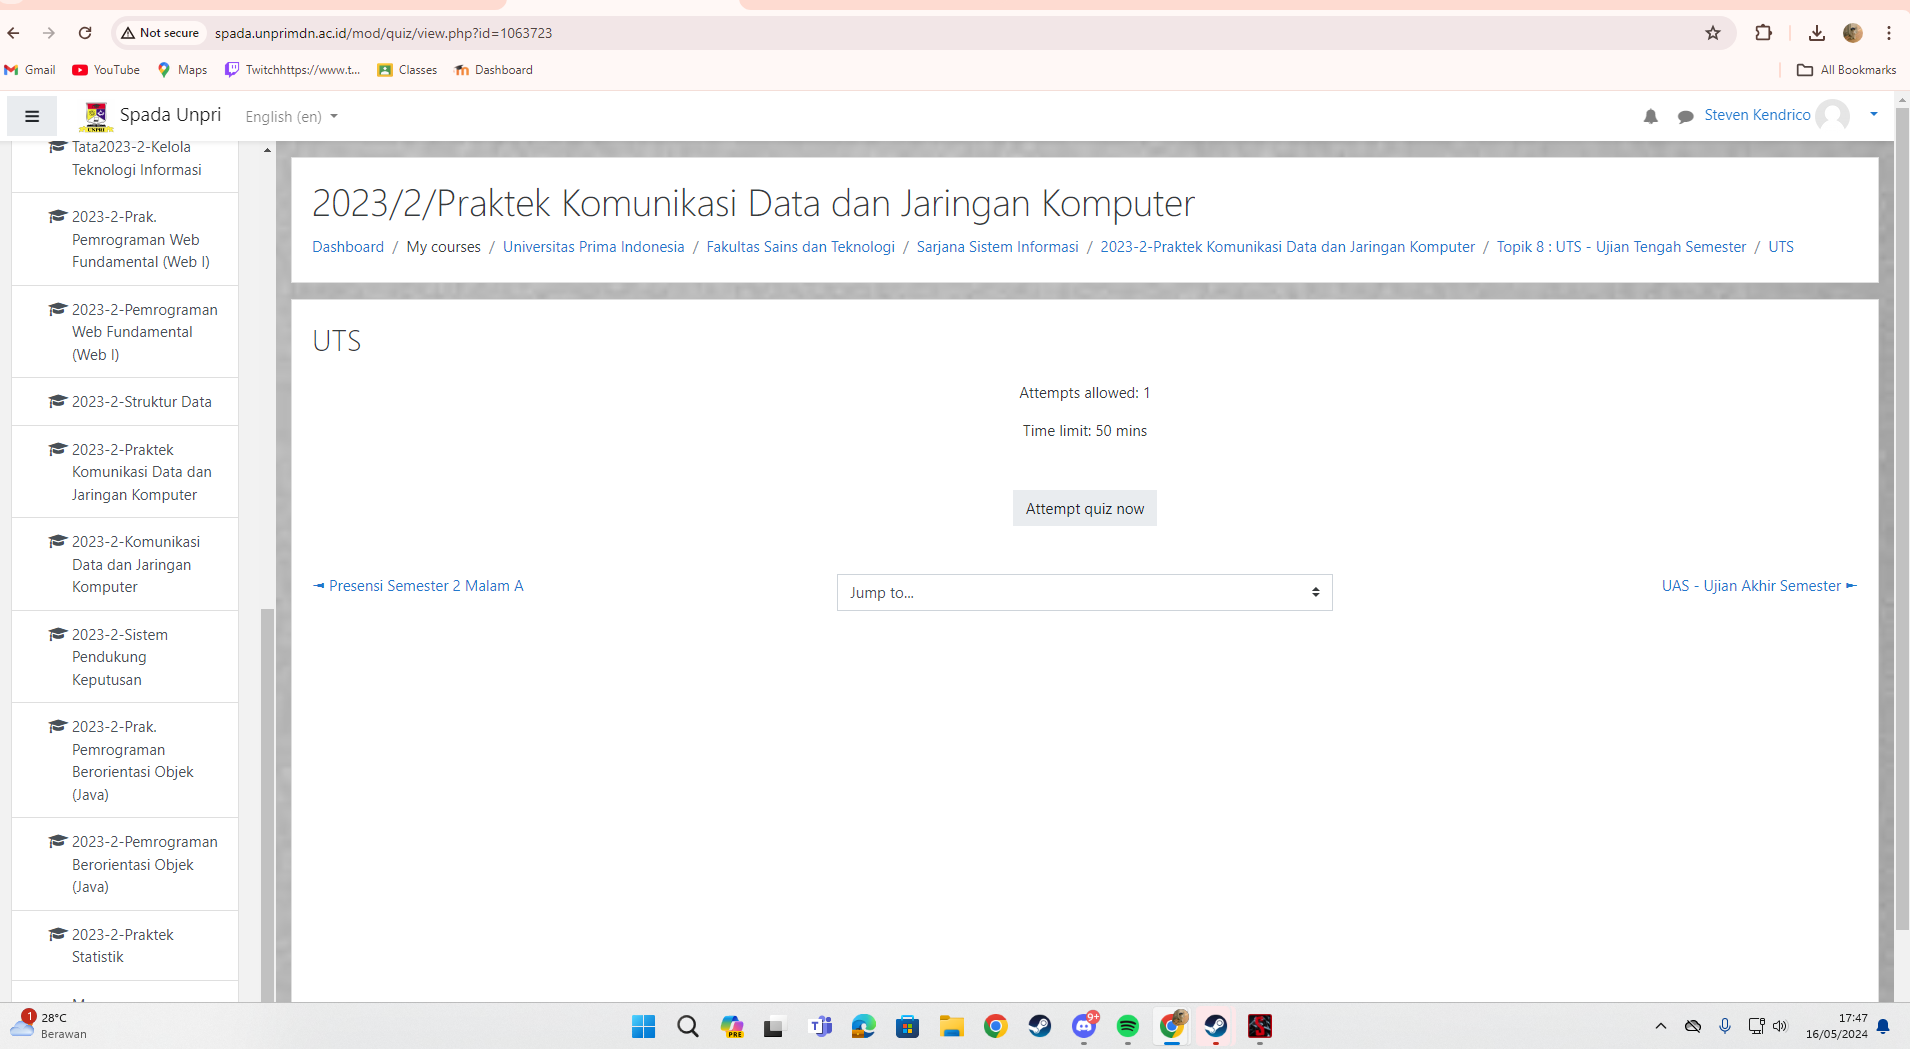 Not secure
spada.unprimdn.ac.id/mod/quiz/view.php?id=1063723
Gmail
YouTube
Maps
Twitchhttps://www.t...
Classes
Dashboard
All Bookmarks
UNPRI
Spada Unpri
English (en)
Steven Kendrico
Tata2023-2-Kelola
Teknologi Informasi
2023-2-Prak.
Pemrograman Web
Fundamental (Web I)
2023-2-Pemrograman
Web Fundamental
(Web I)
2023-2-Struktur Data
2023-2-Praktek
Komunikasi Data dan
Jaringan Komputer
2023-2-Komunikasi
Data dan Jaringan
Komputer
2023-2-Sistem
Pendukung
Keputusan
2023-2-Prak.
Pemrograman
Berorientasi Objek
(Java)
2023-2-Pemrograman
Berorientasi Objek
(Java)
2023-2-Praktek
Statistik
2023/2/Praktek Komunikasi Data dan Jaringan Komputer
Dashboard / My courses / Universitas Prima Indonesia / Fakultas Sains dan Teknologi / Sarjana Sistem Informasi / 2023-2-Praktek Komunikasi Data dan Jaringan Komputer / Topik 8 : UTS - Ujian Tengah Semester / UTS
UTS
Attempts allowed: 1
Time limit: 50 mins
Attempt quiz now
◄ Presensi Semester 2 Malam A
Jump to...
UAS - Ujian Akhir Semester ►
1
28°C
Berawan
PRE
9+
17:47
16/05/2024